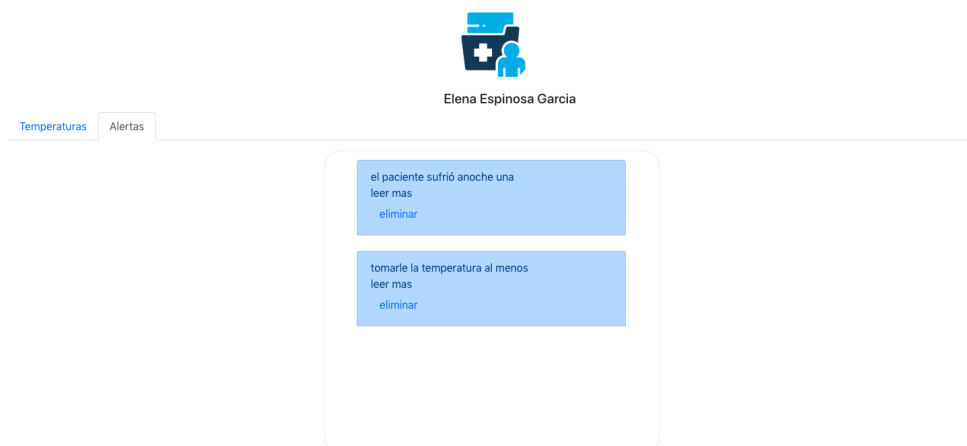 Elena Espinosa Garcia
Temperaturas
Alertas
el paciente sufrió anoche una
leer mas
eliminar
tomarle la temperatura al menos
leer mas
eliminar